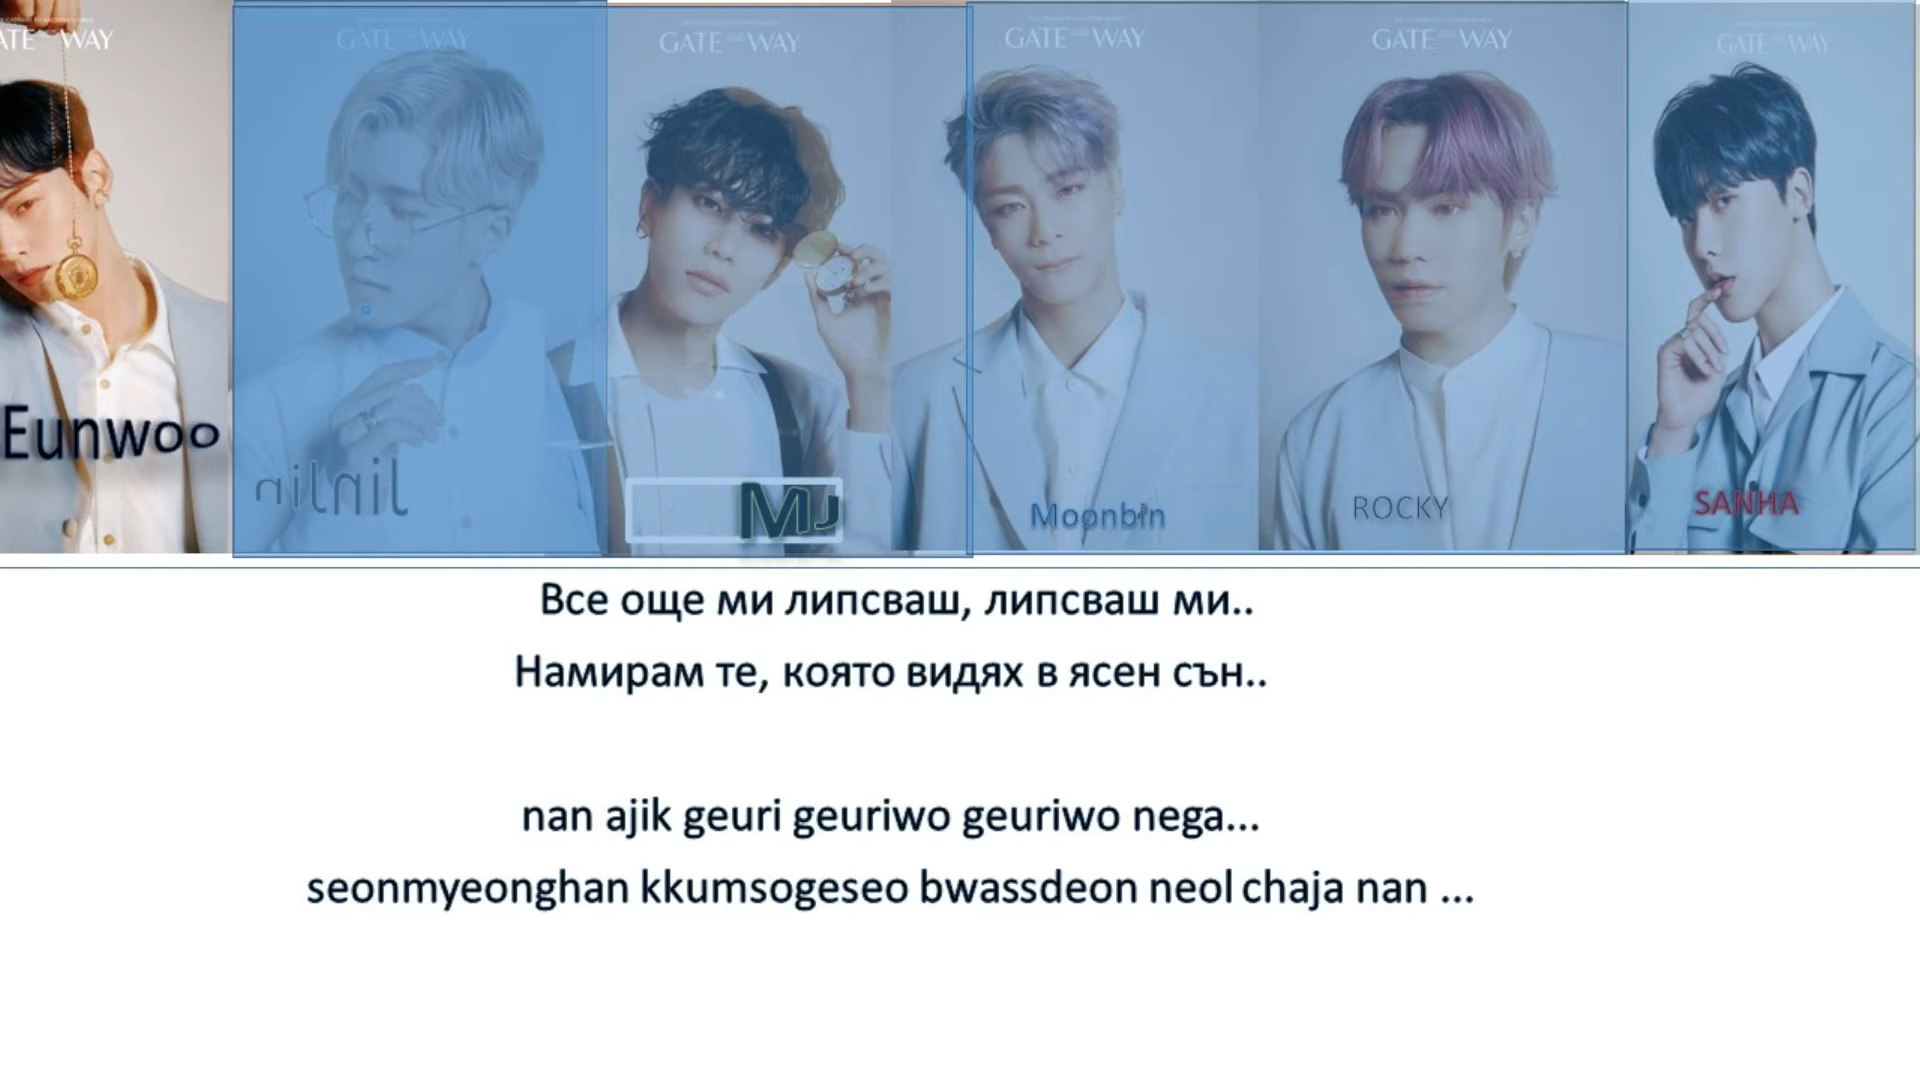 ATE WAY
GATE WAY
GATE WAY
GATE WAY
GATE WAY
GATE WAY
Eunwoo
MJ
Moonbin
ROCKY
SANHA
Все още ми липсваш, липсваш ми..
Намирам те, която видях в ясен сън..
nan ajik geuri geuriwo geuriwo nega...
seonmyeonghan kkumsogeseo bwassdeon neol chaja nan ...